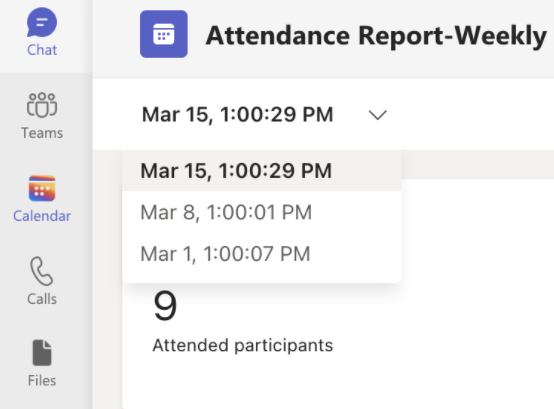 Chat
Teams
Calendar
Calls
Files
Attendance Report-Weekly
Mar 15, 1:00:29 PM
Mar 15, 1:00:29 PM
Mar 8, 1:00:01 PM
Mar 1, 1:00:07 PM
9
Attended participants